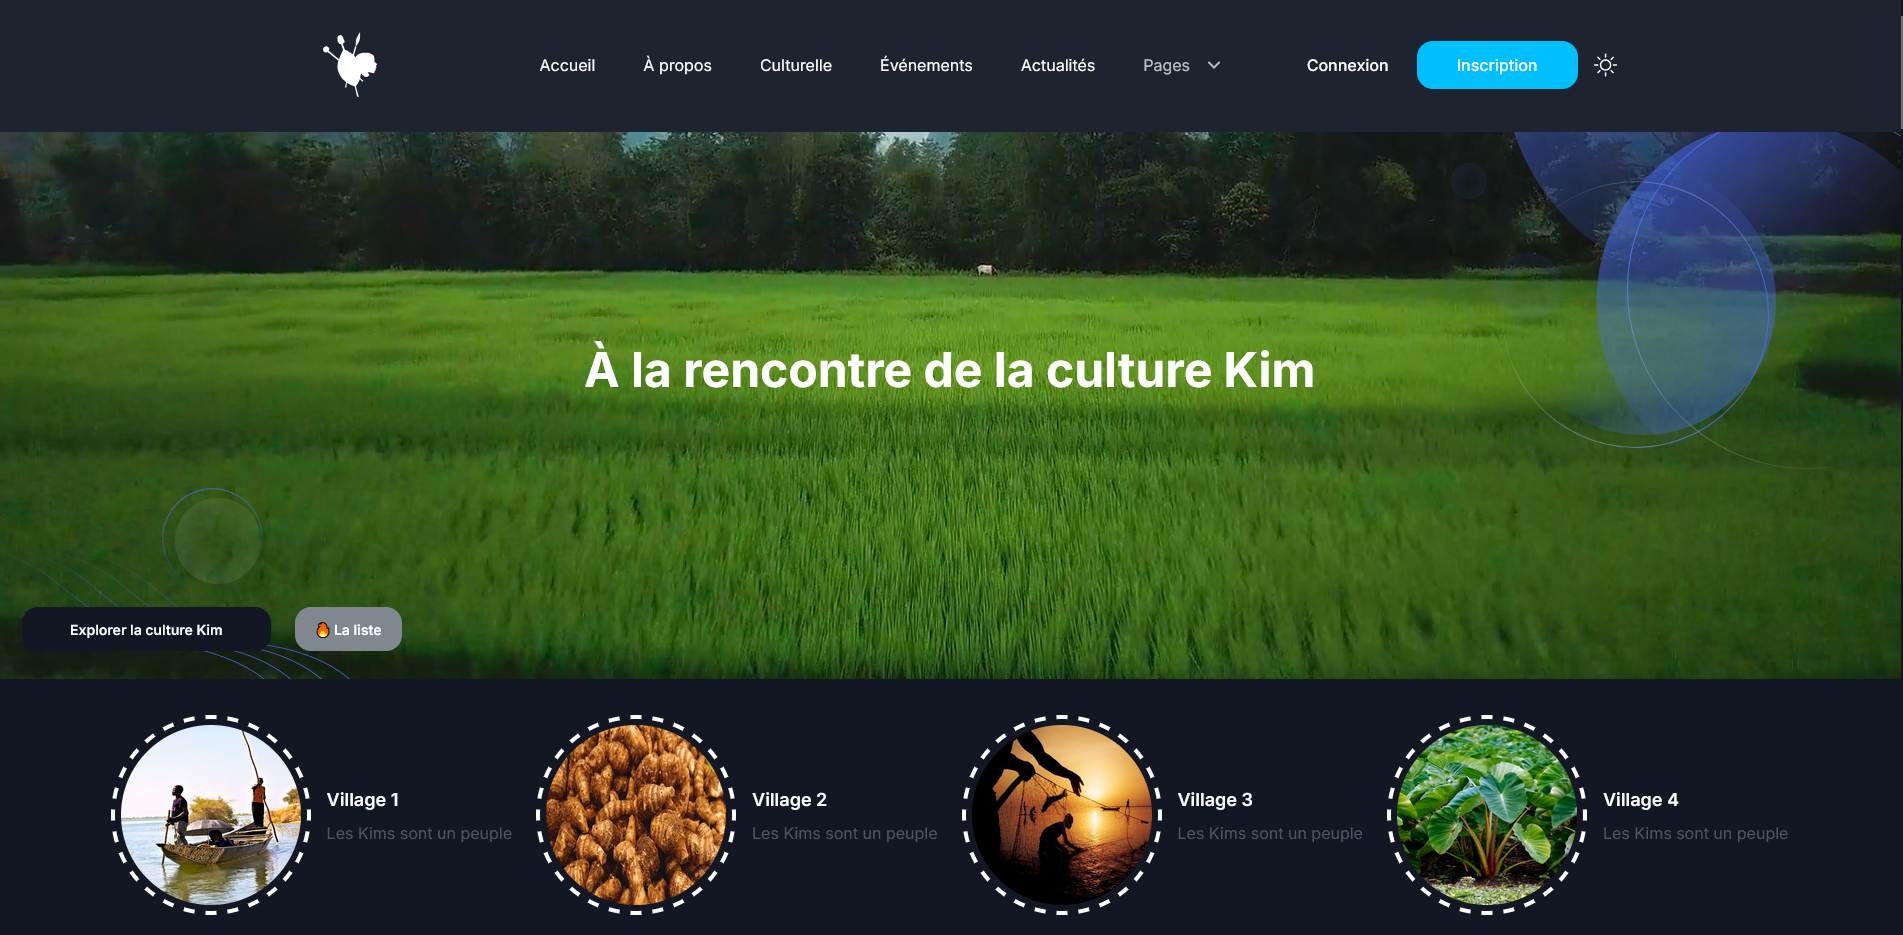 Accueil
À propos
Culturelle
Événements
Actualités
Pages
Connexion
Inscription
À la rencontre de la culture Kim
Explorer la culture Kim
🔥 La liste
Village 1
Les Kims sont un peuple
Village 2
Les Kims sont un peuple
Village 3
Les Kims sont un peuple
Village 4
Les Kims sont un peuple